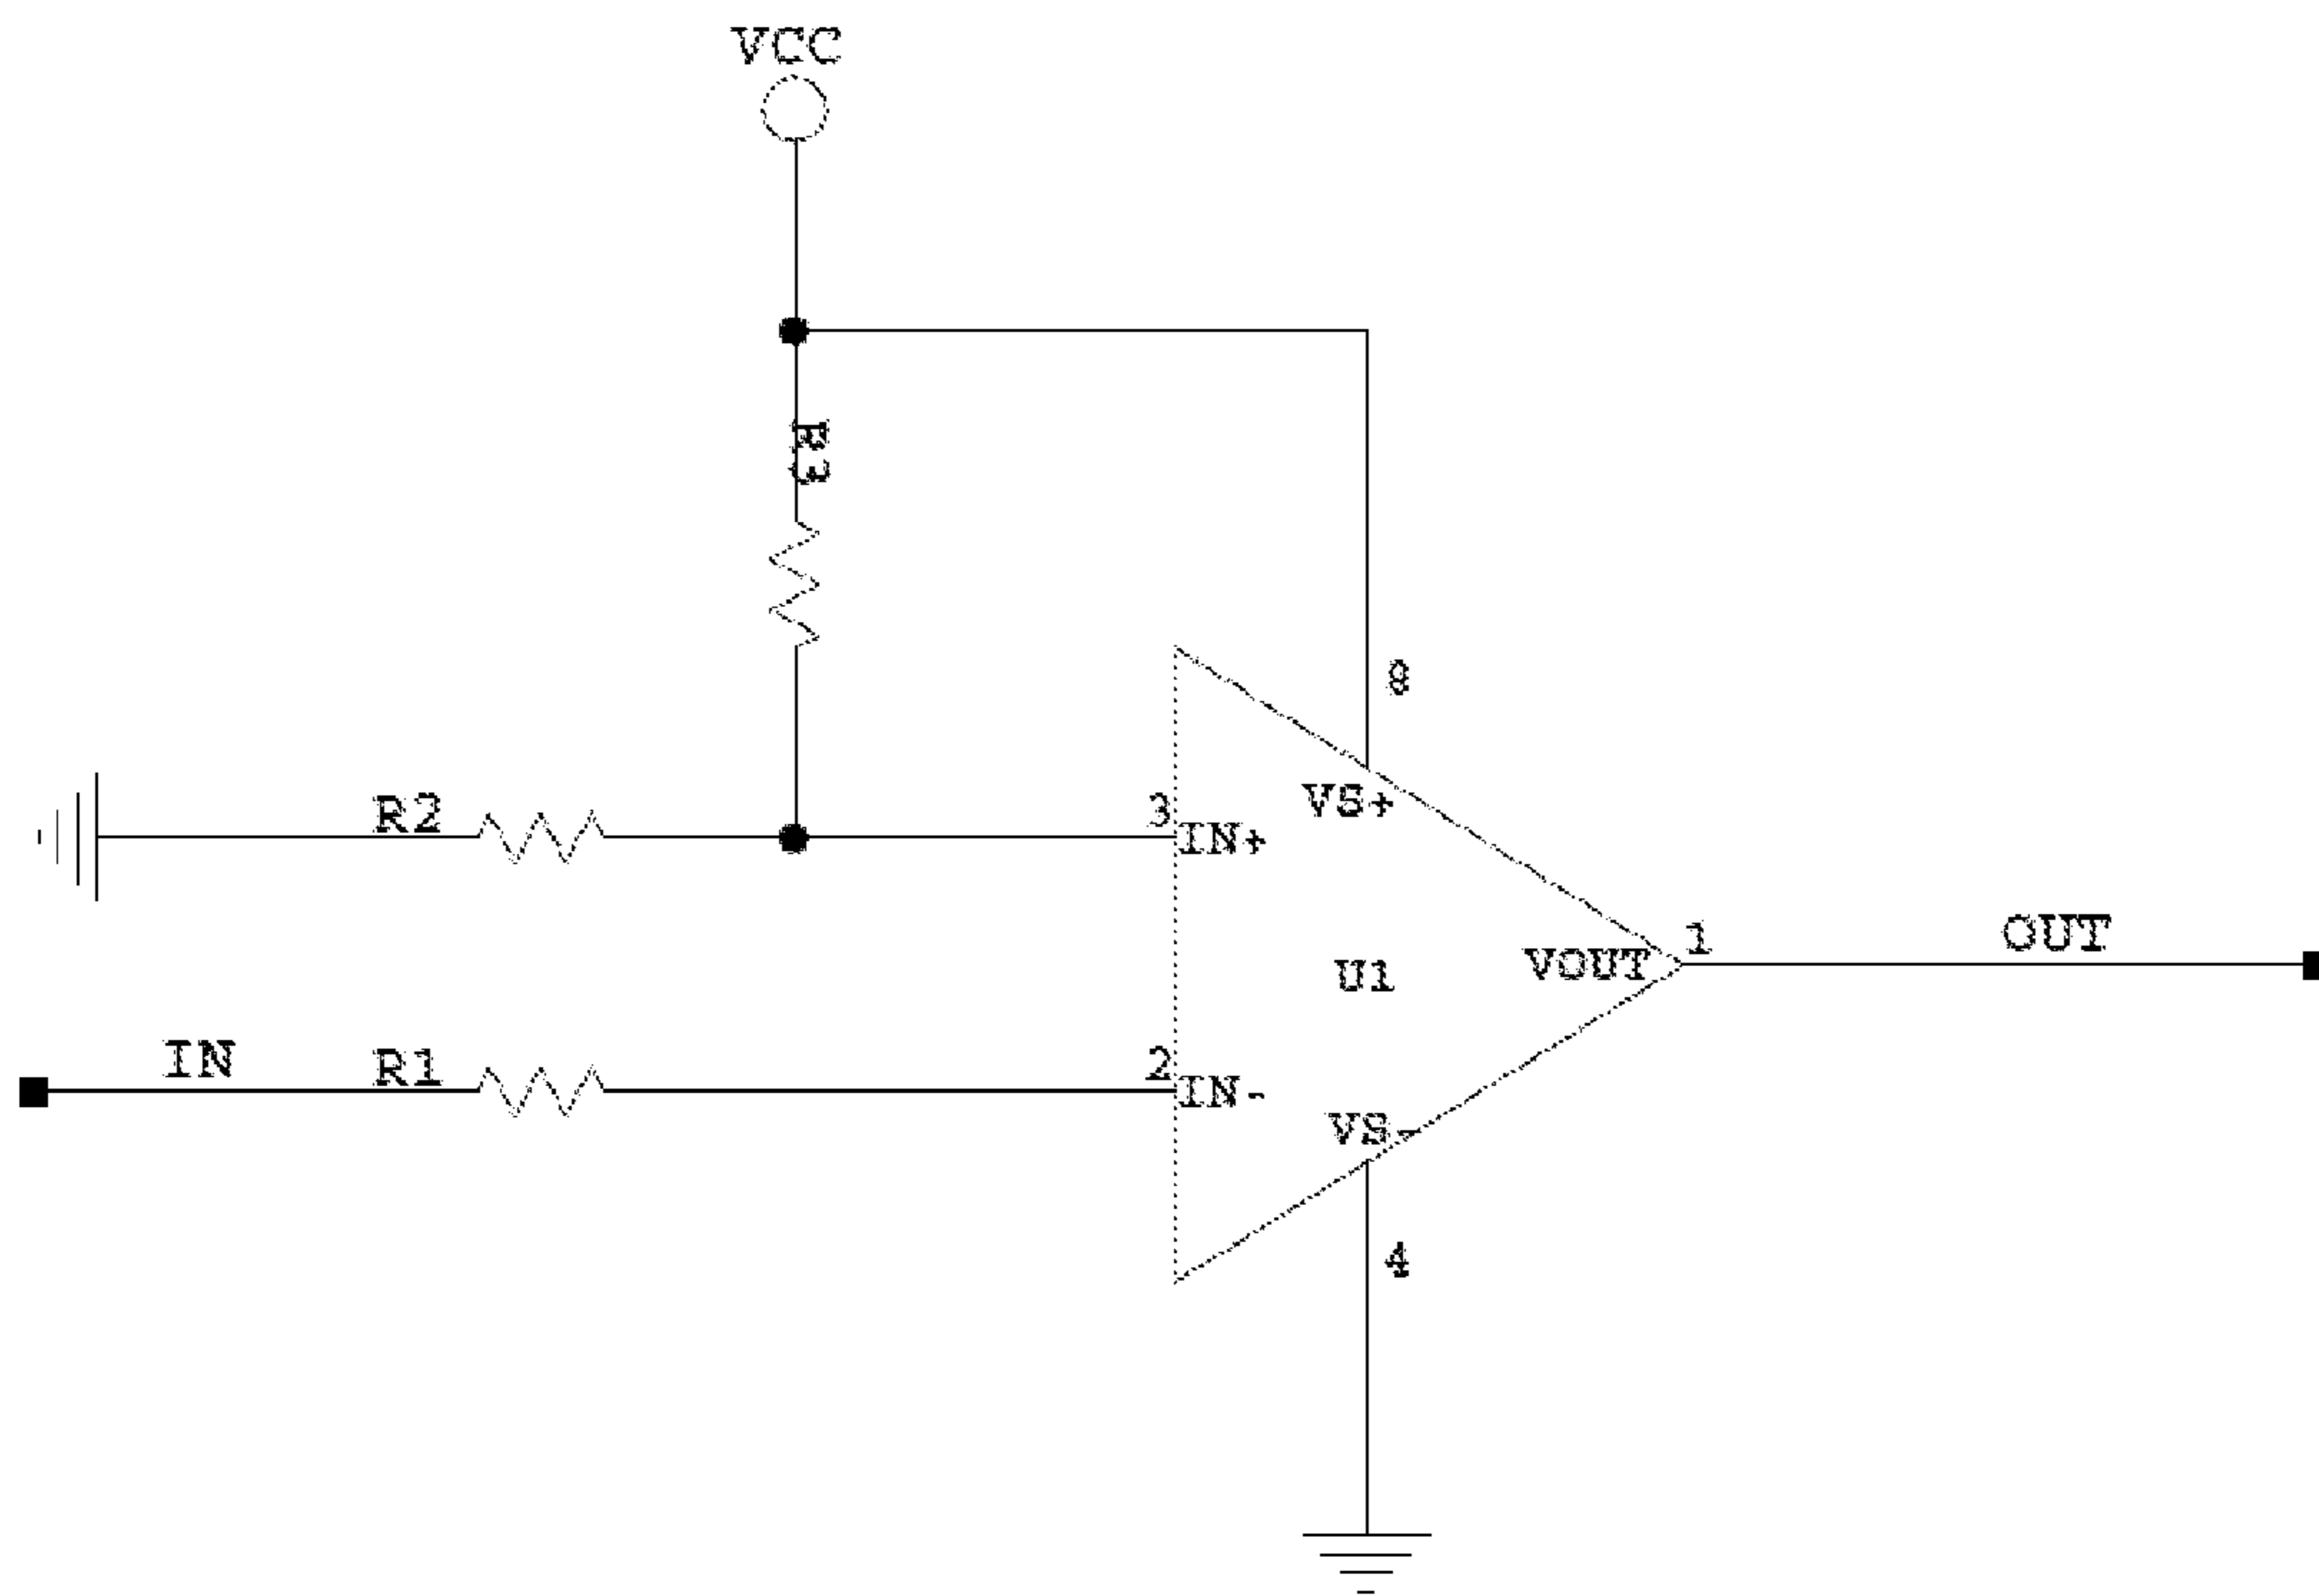 VCC
R3
8
R2
3
IN+
VS+
1
OUT
VOUT
U1
IN
R1
2
IN-
VS-
4